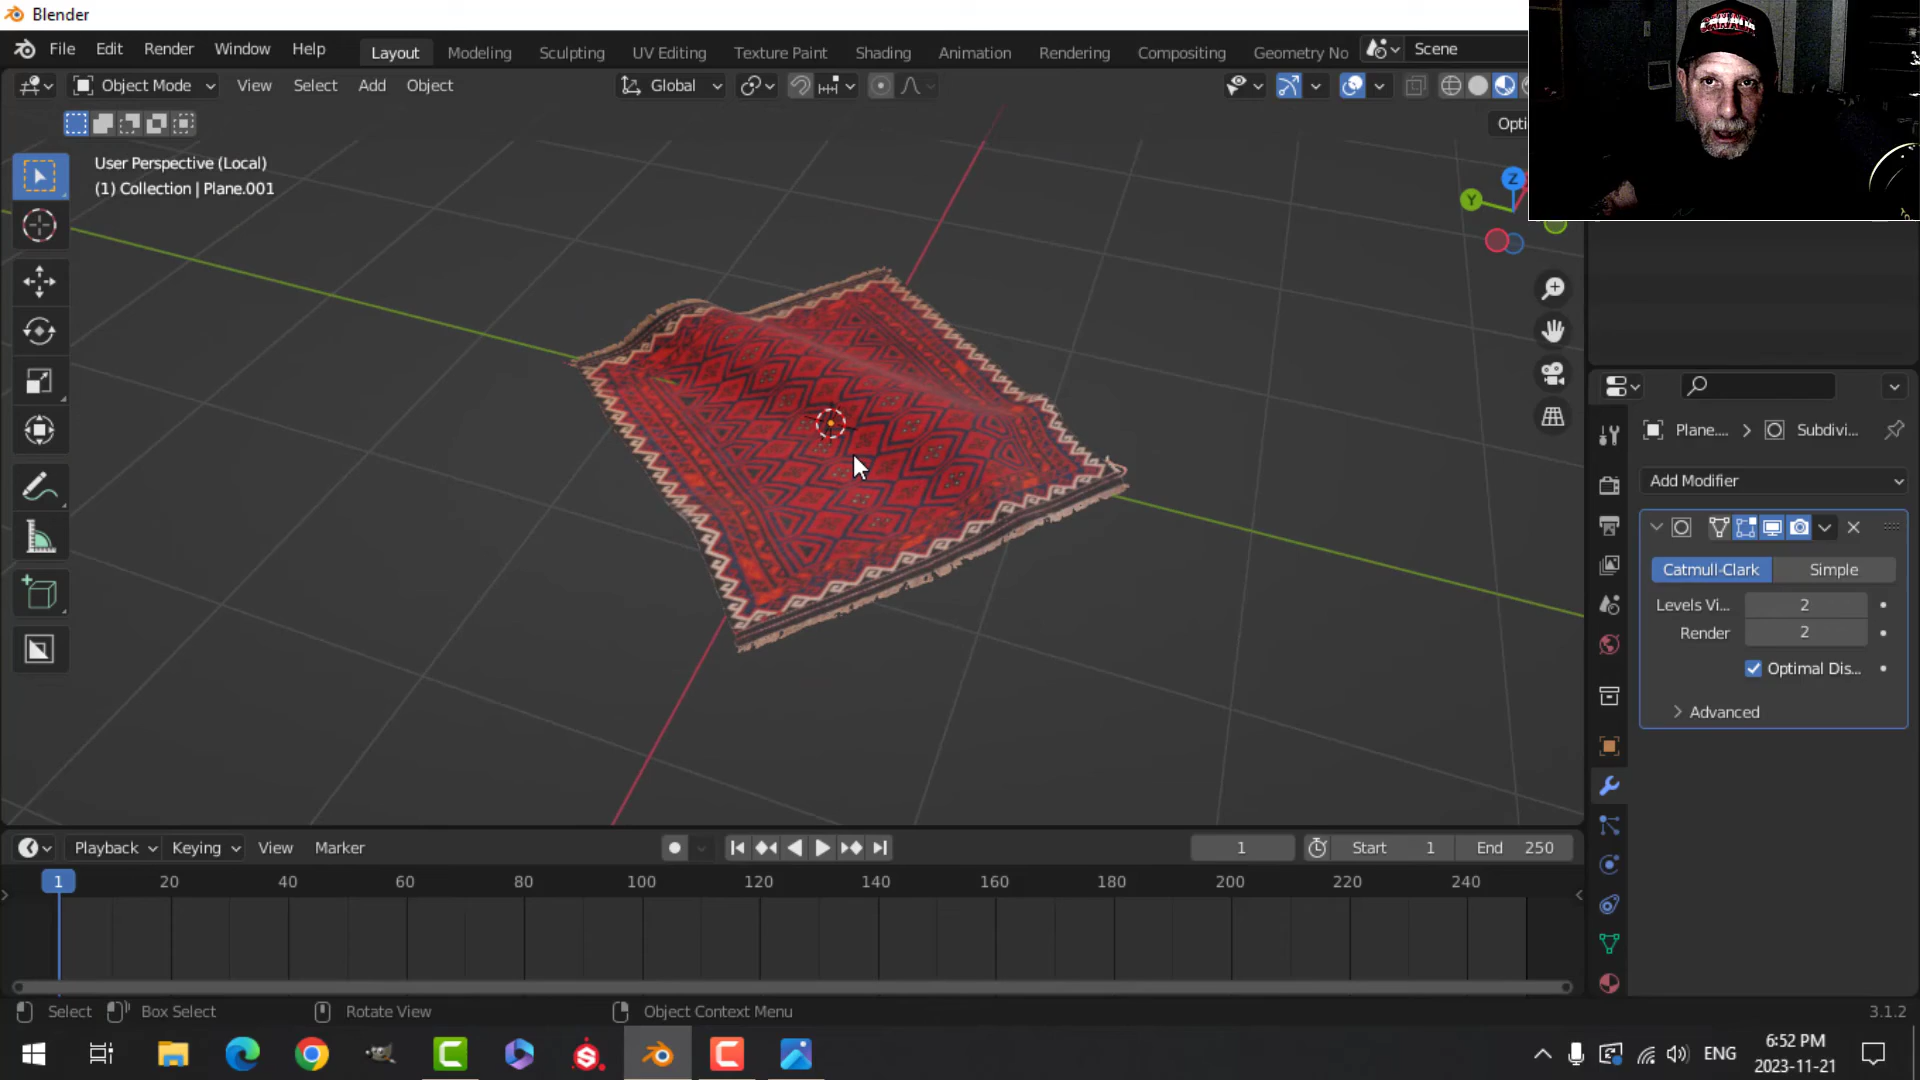 Blender
File Edit Render Window Help Layout Modeling Sculpting UV Editing Texture Paint Shading Animation Rendering Compositing Geometry No Scene
Object Mode View Select Add Object Global
Opti
User Perspective (Local)
(1) Collection | Plane.001
Z
Y
Plane.... Subdivi...
Add Modifier
Catmull-Clark Simple
Levels Vi... 2
Render 2
Optimal Dis...
Advanced
Playback Keying View Marker 1 Start 1 End 250
1 20 40 60 80 100 120 140 160 180 200 220 240
Select Box Select Rotate View Object Context Menu 3.1.2
ENG 6:52 PM
2023-11-21